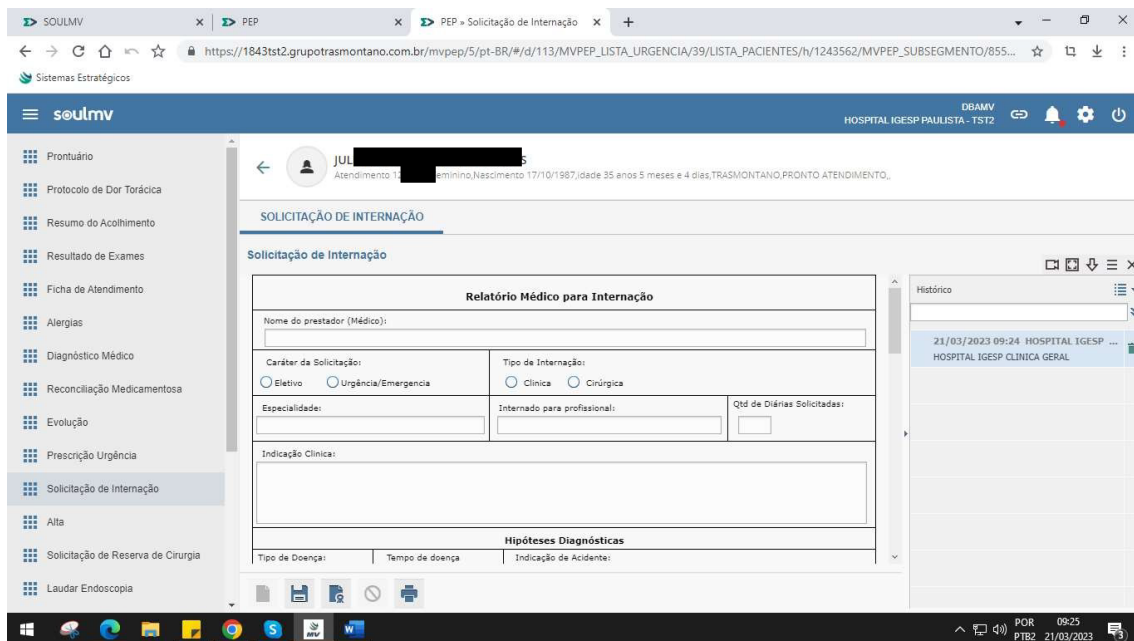 SOULMV
PEP
PEP » Solicitação de Internação
https://1843tst2.grupotrasmontano.com.br/mvpep/5/pt-BR/#/d/113/MVPEP_LISTA_URGENCIA/39/LISTA_PACIENTES/h/1243562/MVPEP_SUBSEGMENTO/855...
Sistemas Estratégicos
soulmv
DBAMV
HOSPITAL IGESP PAULISTA - TST2
Prontuário
Protocolo de Dor Torácica
Resumo do Acolhimento
Resultado de Exames
Ficha de Atendimento
Alergias
Diagnóstico Médico
Reconciliação Medicamentosa
Evolução
Prescrição Urgência
Solicitação de Internação
Alta
Solicitação de Reserva de Cirurgia
Laudar Endoscopia
JUL S
Atendimento 12 eminino,Nascimento 17/10/1987,idade 35 anos 5 meses e 4 dias,TRASMONTANO,PRONTO ATENDIMENTO,,
SOLICITAÇÃO DE INTERNAÇÃO
Solicitação de Internação
Relatório Médico para Internação
Nome do prestador (Médico):
Caráter da Solicitação: Tipo de Internação:
Eletivo Urgência/Emergencia Clinica Cirúrgica
Especialidade: Internado para profissional: Qtd de Diárias Solicitadas:
Indicação Clinica:
Hipóteses Diagnósticas
Tipo de Doença: Tempo de doença Indicação de Acidente:
Histórico
21/03/2023 09:24 HOSPITAL IGESP ...
HOSPITAL IGESP CLINICA GERAL
POR 09:25
PTB2 21/03/2023